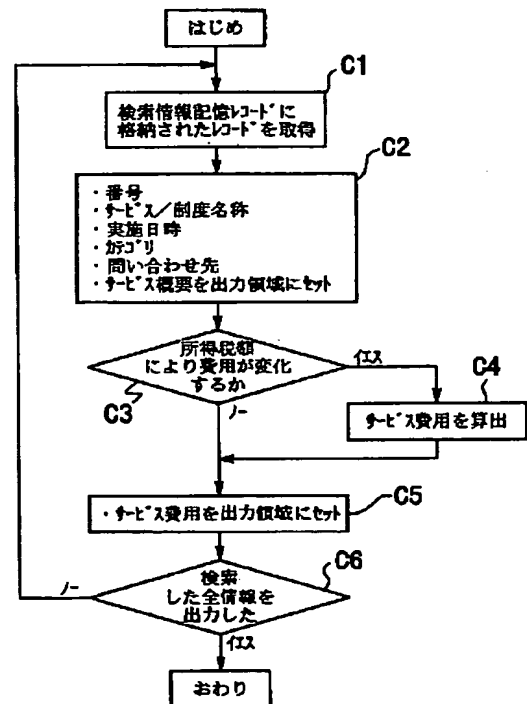 はじめ
C1
検索情報記憶レコードに
格納されたレコードを取得
C2
・番号
・サービス／制度名称
・実施日時
・カテゴリ
・問い合わせ先
・サービス概要を出力領域にセット
所得税額
により費用が変化
するか
イエス
C3
ノー
C4
サービス費用を算出
C5
・サービス費用を出力領域にセット
C6
検索
した全情報を
出力した
ノー
イエス
おわり